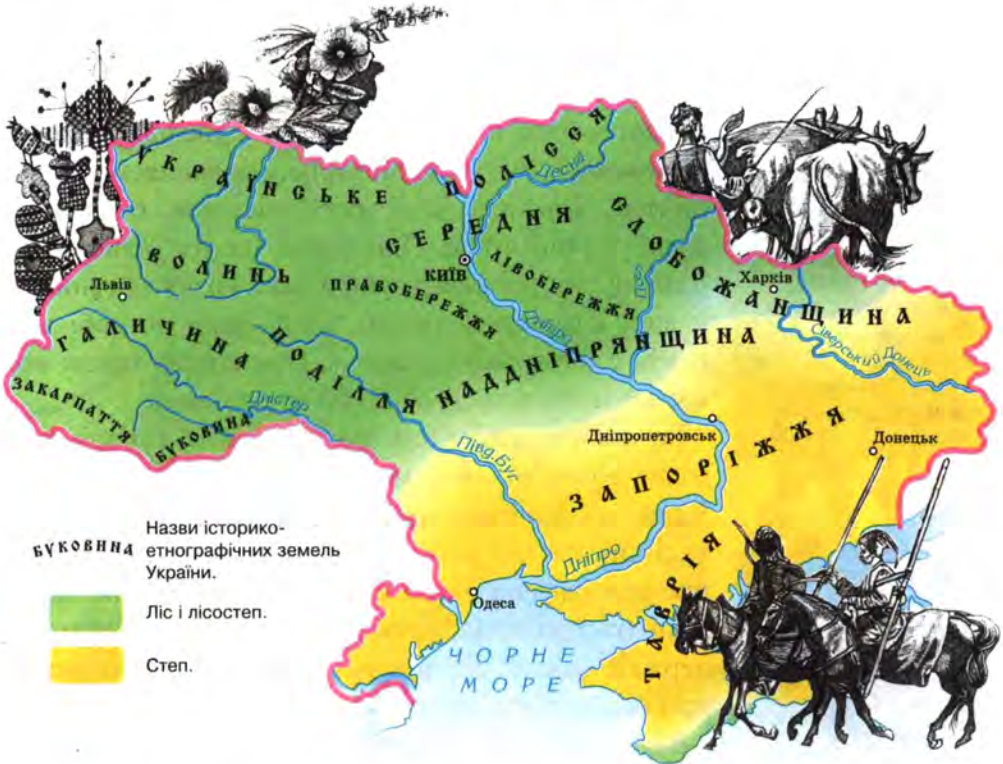 УКРАЇНСЬКЕ ПОЛІССЯ
Десна
СЕРЕДНЯ
СЛОБОЖАНЩИНА
ВОЛИНЬ
КИЇВ
ЛІВОБЕРЕЖЖЯ
Львів
ПРАВОБЕРЕЖЖЯ
Харків
Псел
ГАЛИЧИНА
ПОДІЛЛЯ
НАДДНІПРЯНЩИНА
Дніпро
Сіверський Донець
ЗАКАРПАТТЯ
БУКОВИНА
Дністер
Півд. Буг
Дніпропетровськ
Донецьк
ЗАПОРІЖЖЯ
Дніпро
ТАВРІЯ
Одеса
ЧОРНЕ
МОРЕ
БУКОВИНА
Назви історико-
етнографічних земель
України.
Ліс і лісостеп.
Степ.